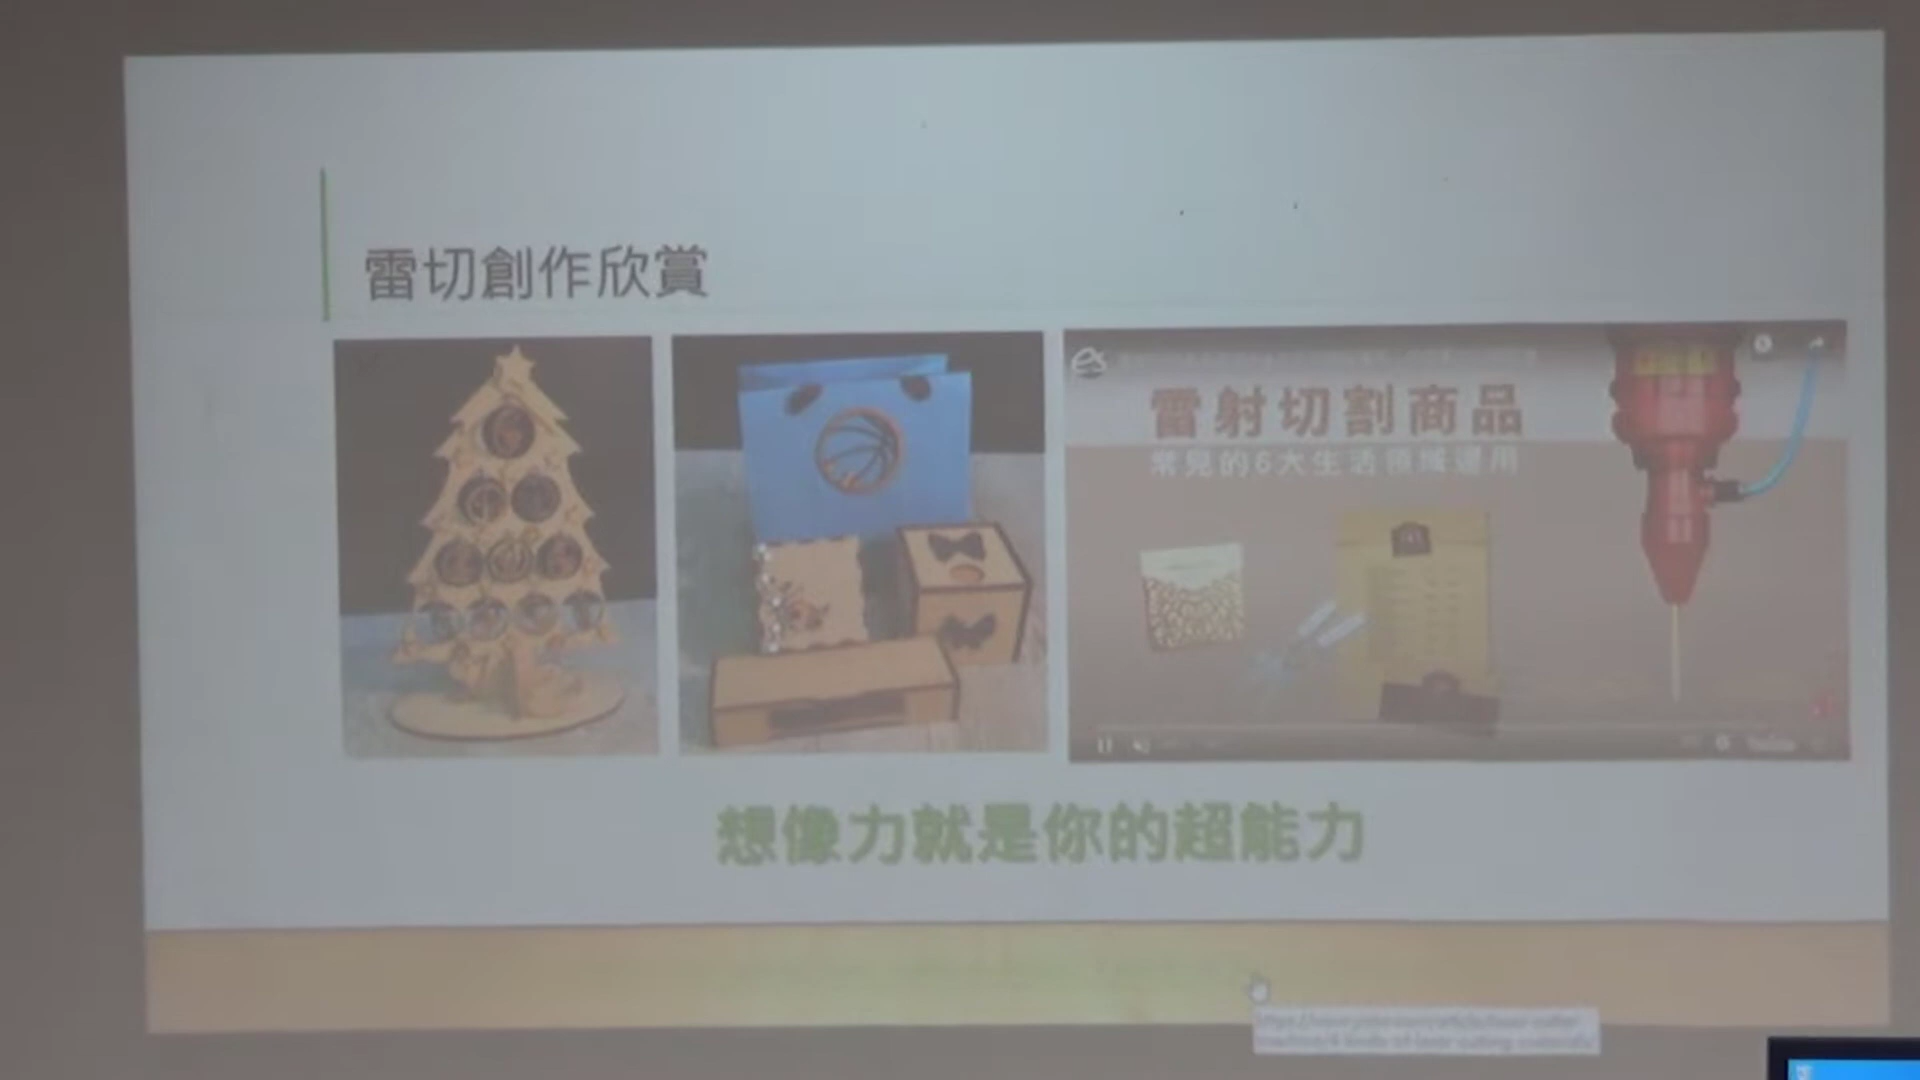 雷切創作欣賞
雷射切割商品
常見的6大生活領域運用
想像力就是你的超能力